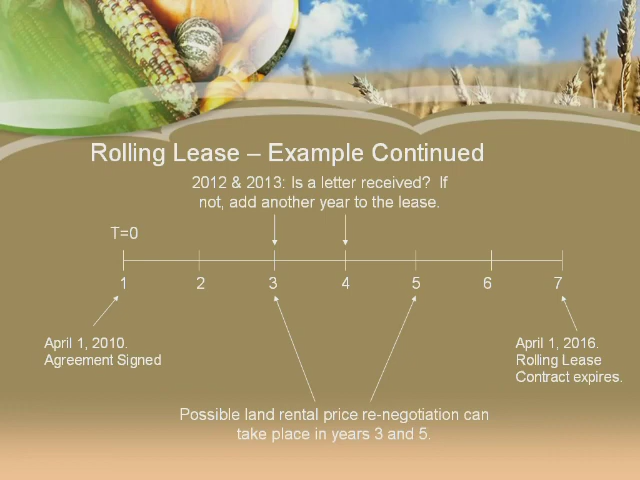 Rolling Lease – Example Continued
2012 & 2013: Is a letter received? If
not, add another year to the lease.
T=0
1 2 3 4 5 6 7
April 1, 2010.
Agreement Signed
April 1, 2016.
Rolling Lease
Contract expires.
Possible land rental price re-negotiation can
take place in years 3 and 5.